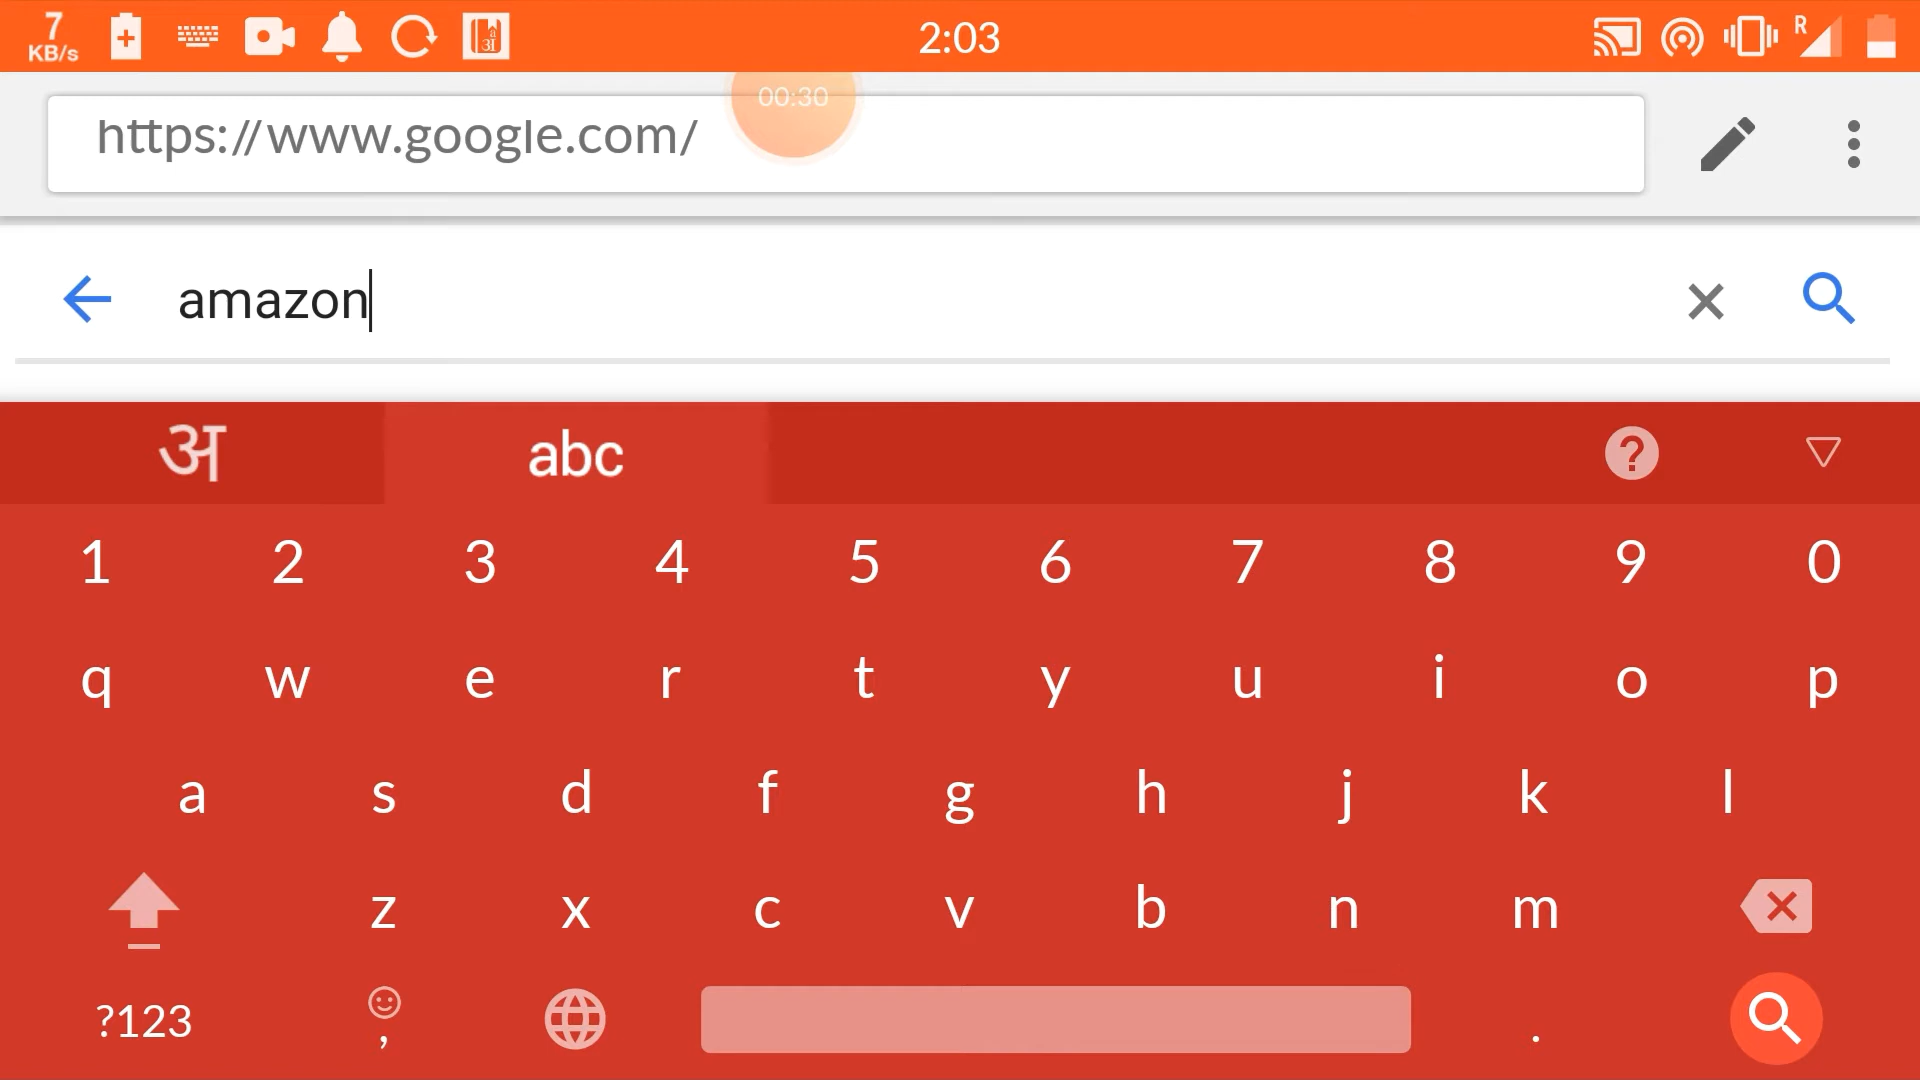 7
KB/s
2:03
R
00:30
https://www.google.com/
amazon
अ abc ?
1 2 3 4 5 6 7 8 9 0
q w e r t y u i o p
a s d f g h j k l
z x c v b n m
?123 , .